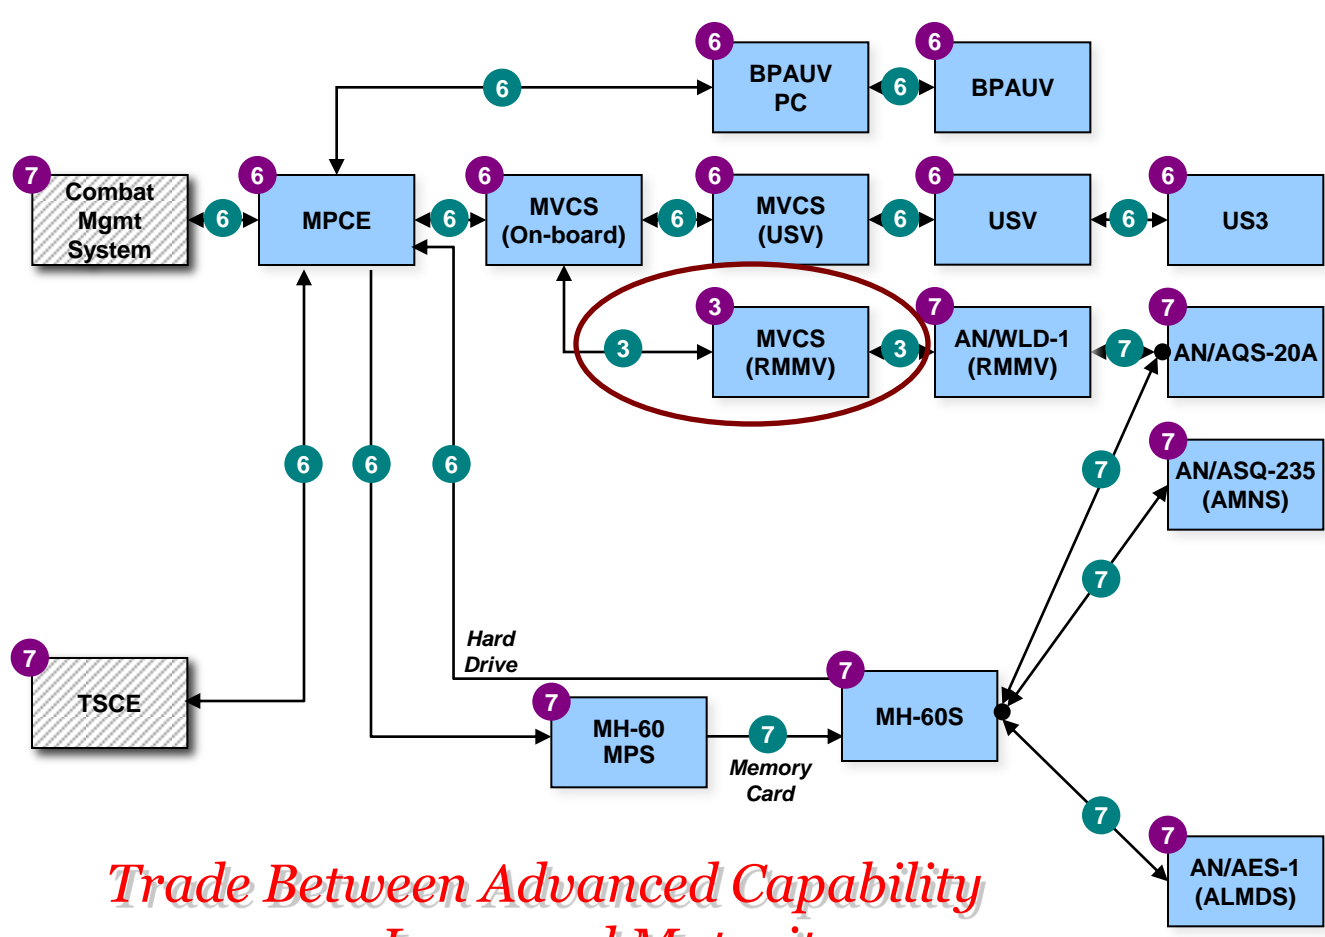 6
BPAUV
PC
6
6
BPAUV
6
7
Combat
Mgmt
System
6
6
MPCE
6
6
MVCS
(On-board)
6
6
MVCS
(USV)
6
6
USV
6
6
US3
3
3
MVCS
(RMMV)
3
7
AN/WLD-1
(RMMV)
7
7
AN/AQS-20A
7
7
AN/ASQ-235
(AMNS)
7
6
6
6
7
TSCE
Hard
Drive
7
MH-60
MPS
7
Memory
Card
7
MH-60S
7
7
AN/AES-1
(ALMDS)
Trade Between Advanced Capability